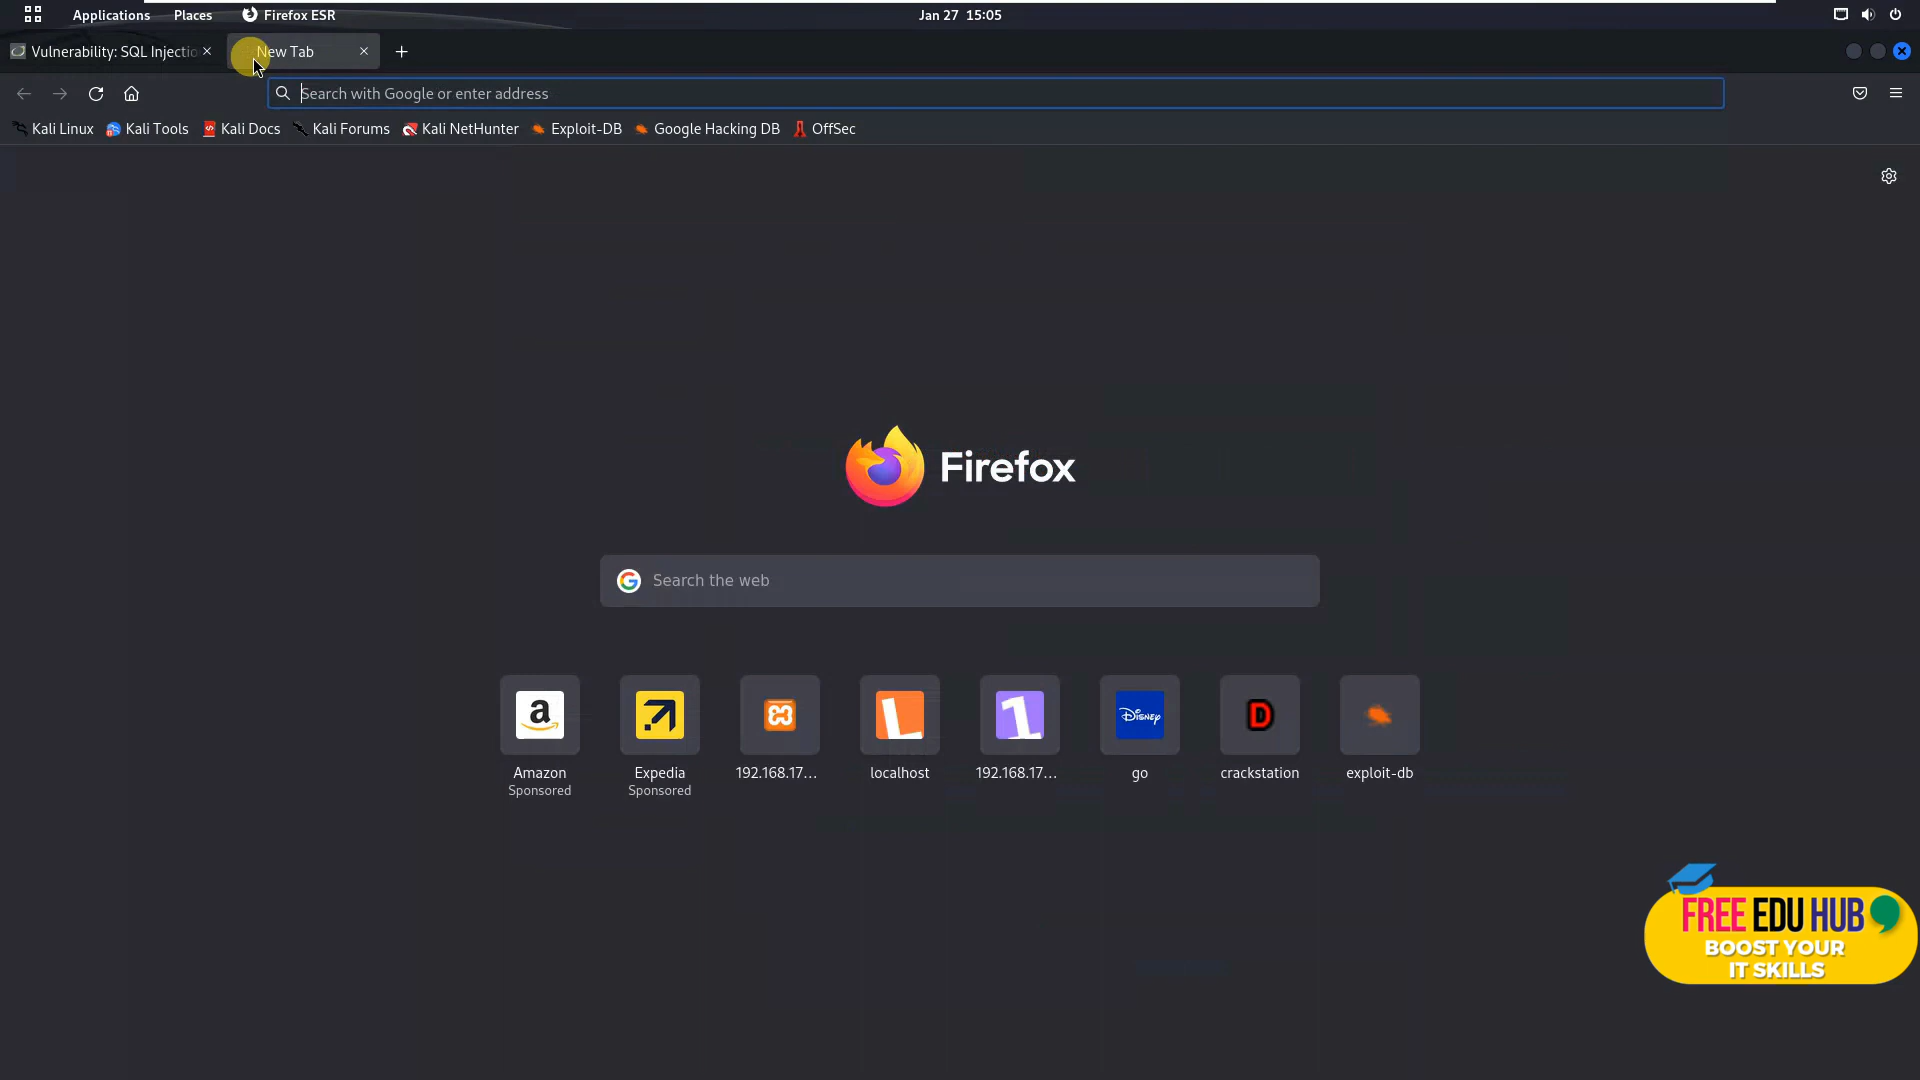 Applications Places Firefox ESR Jan 27 15:05
Vulnerability: SQL Injectio New Tab
Search with Google or enter address
Kali Linux Kali Tools Kali Docs Kali Forums Kali NetHunter Exploit-DB Google Hacking DB OffSec
Firefox
Search the web
a L 1 Disney D
Amazon Expedia 192.168.17... localhost 192.168.17... go crackstation exploit-db
Sponsored Sponsored
FREE EDU HUB
BOOST YOUR
IT SKILLS